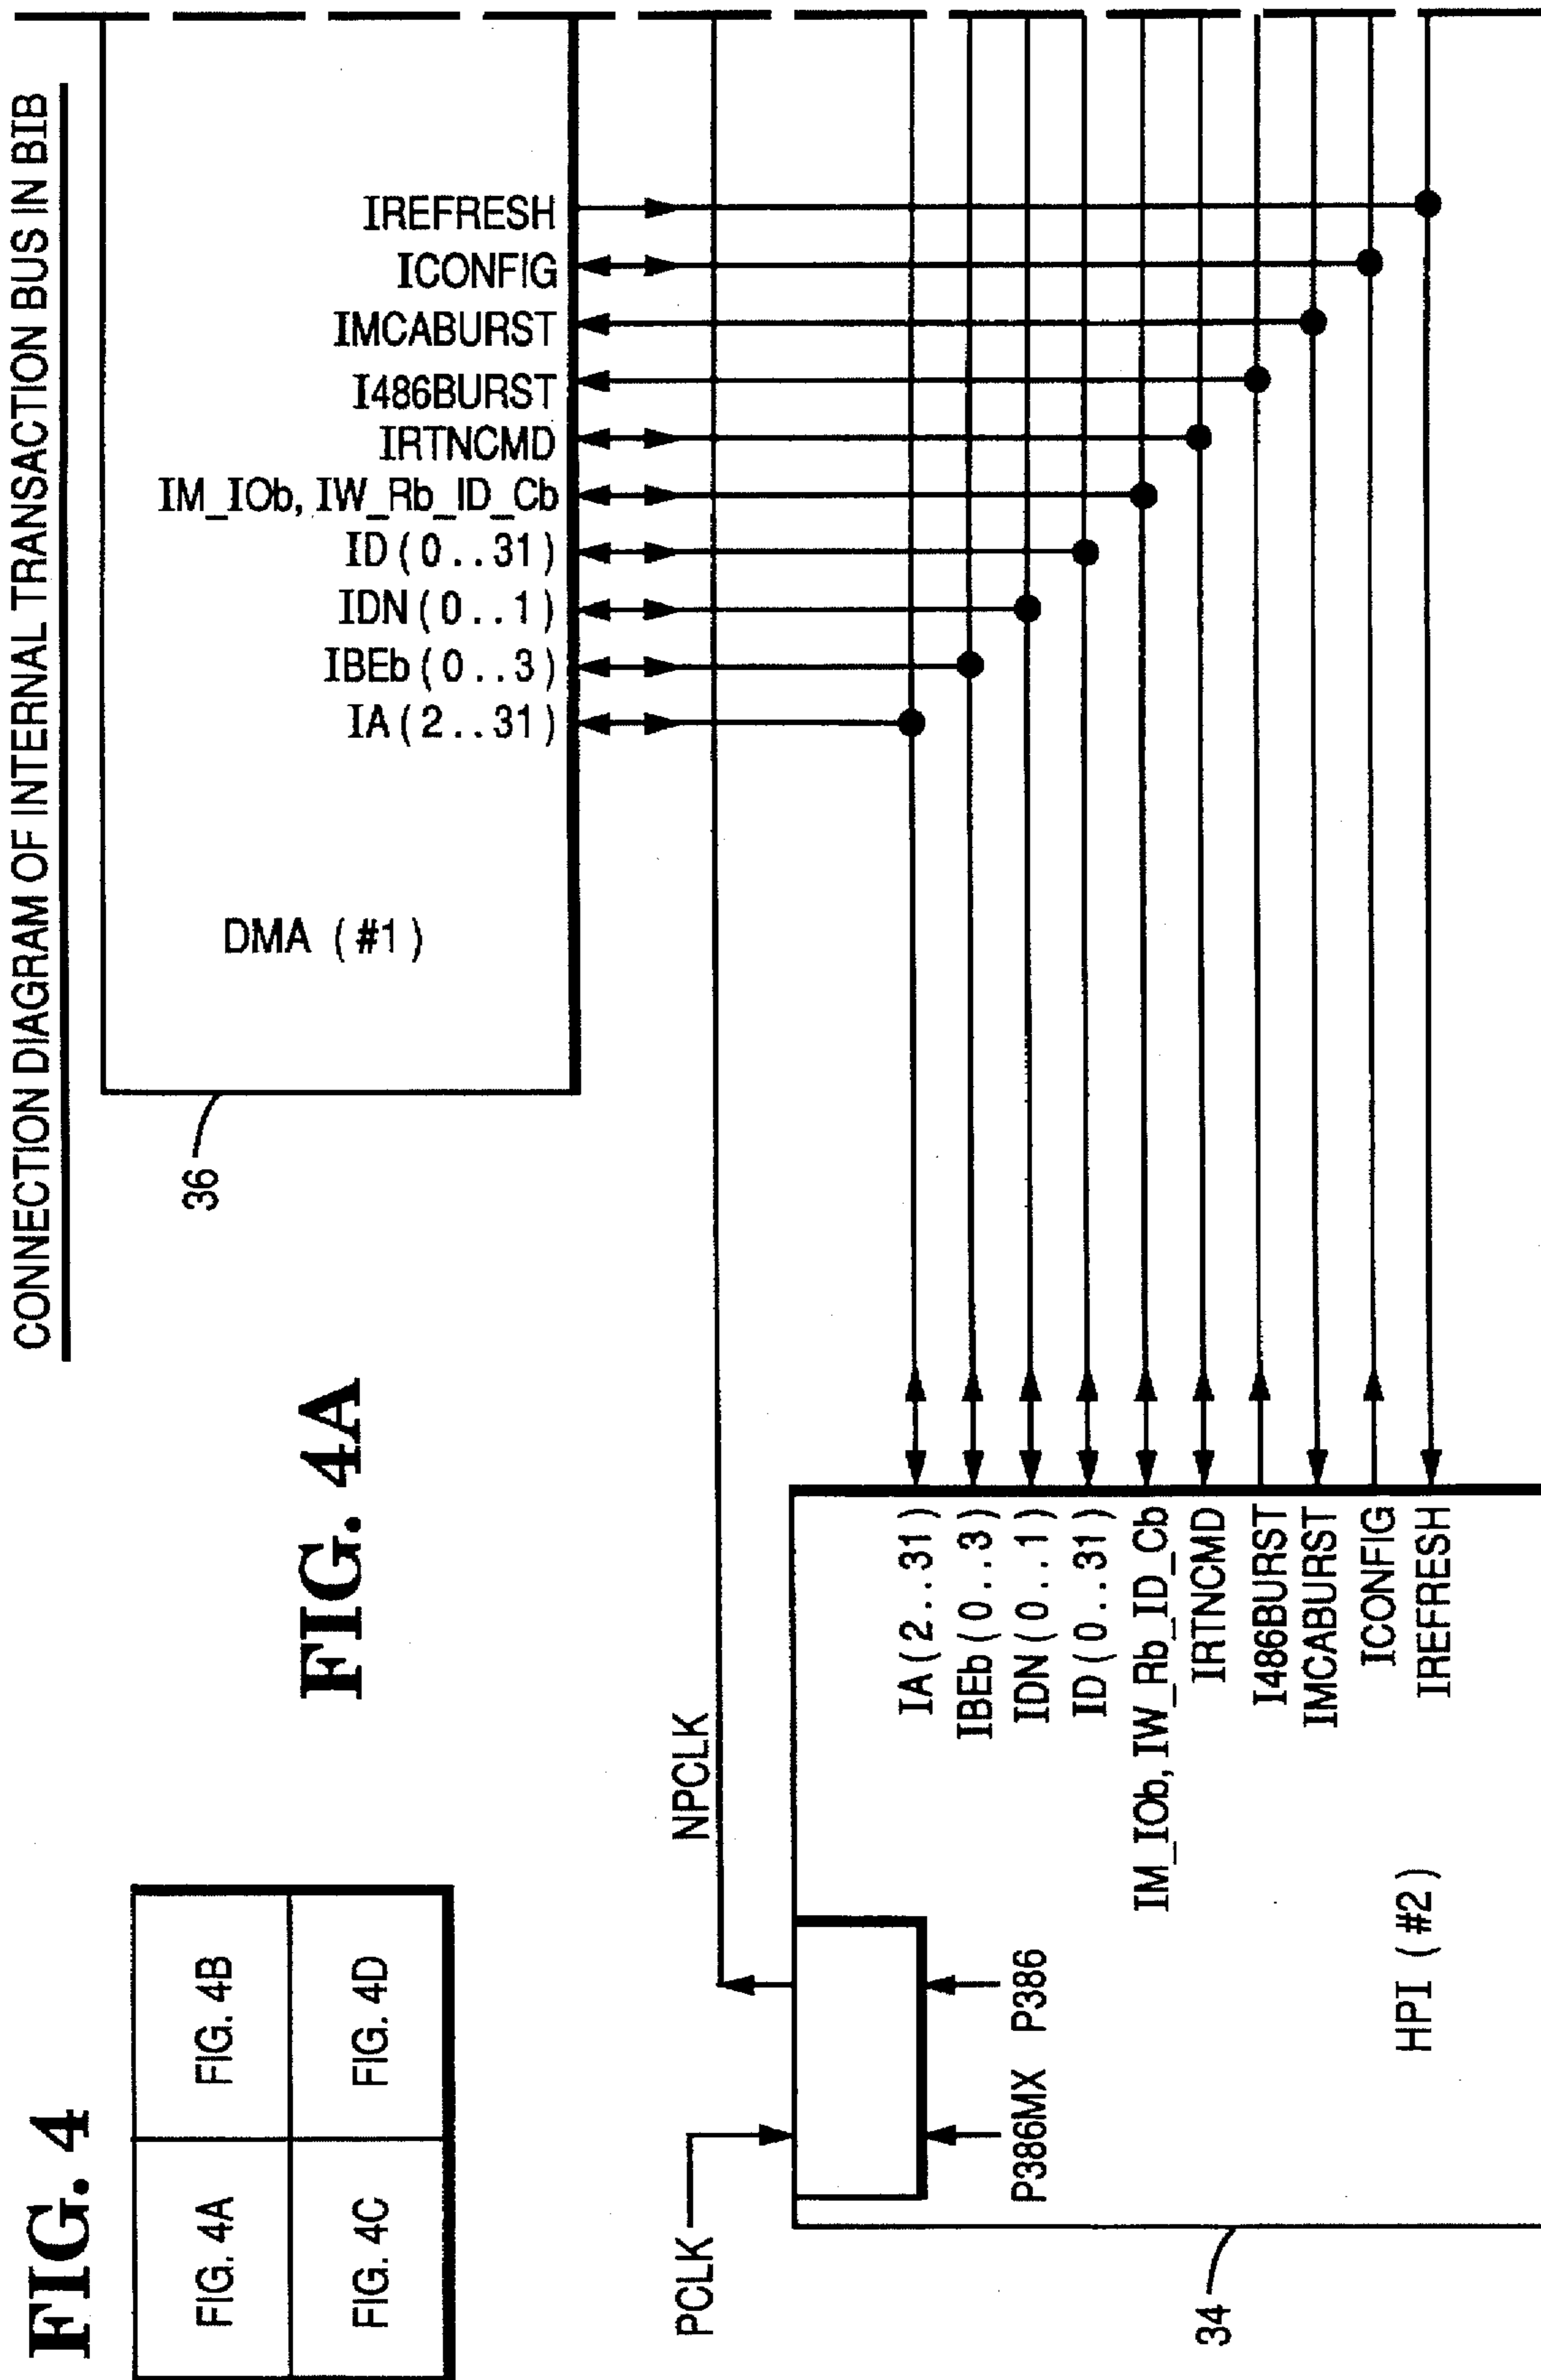 FIG. 4
FIG. 4A
FIG. 4B
FIG. 4C
FIG. 4D
FIG. 4A
CONNECTION DIAGRAM OF INTERNAL TRANSACTION BUS IN BIB
36
DMA (#1)
IA(2..31)
IBEb(0..3)
IDN(0..1)
ID(0..31)
IM_IOb, IW_Rb_ID_Cb
IRTNCMD
I486BURST
IMCABURST
ICONFIG
IREFRESH
PCLK
NPCLK
P386MX
P386
34
HPI (#2)
IA(2..31)
IBEb(0..3)
IDN(0..1)
ID(0..31)
IM_IOb, IW_Rb_ID_Cb
IRTNCMD
I486BURST
IMCABURST
ICONFIG
IREFRESH